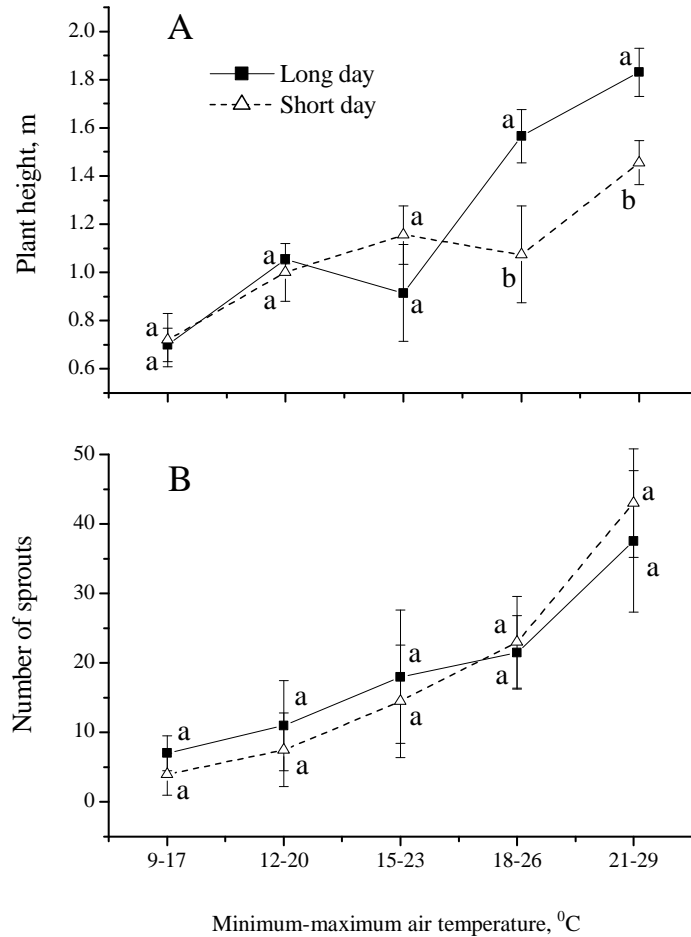 A
Long day
Short day
Plant height, m
2.0
1.8
1.6
1.4
1.2
1.0
0.8
0.6
a
a
a
a
a
a
a
b
a
b
B
Number of sprouts
50
40
30
20
10
0
a
a
a
a
a
a
a
a
a
a
9-17 12-20 15-23 18-26 21-29
Minimum-maximum air temperature, ⁰C